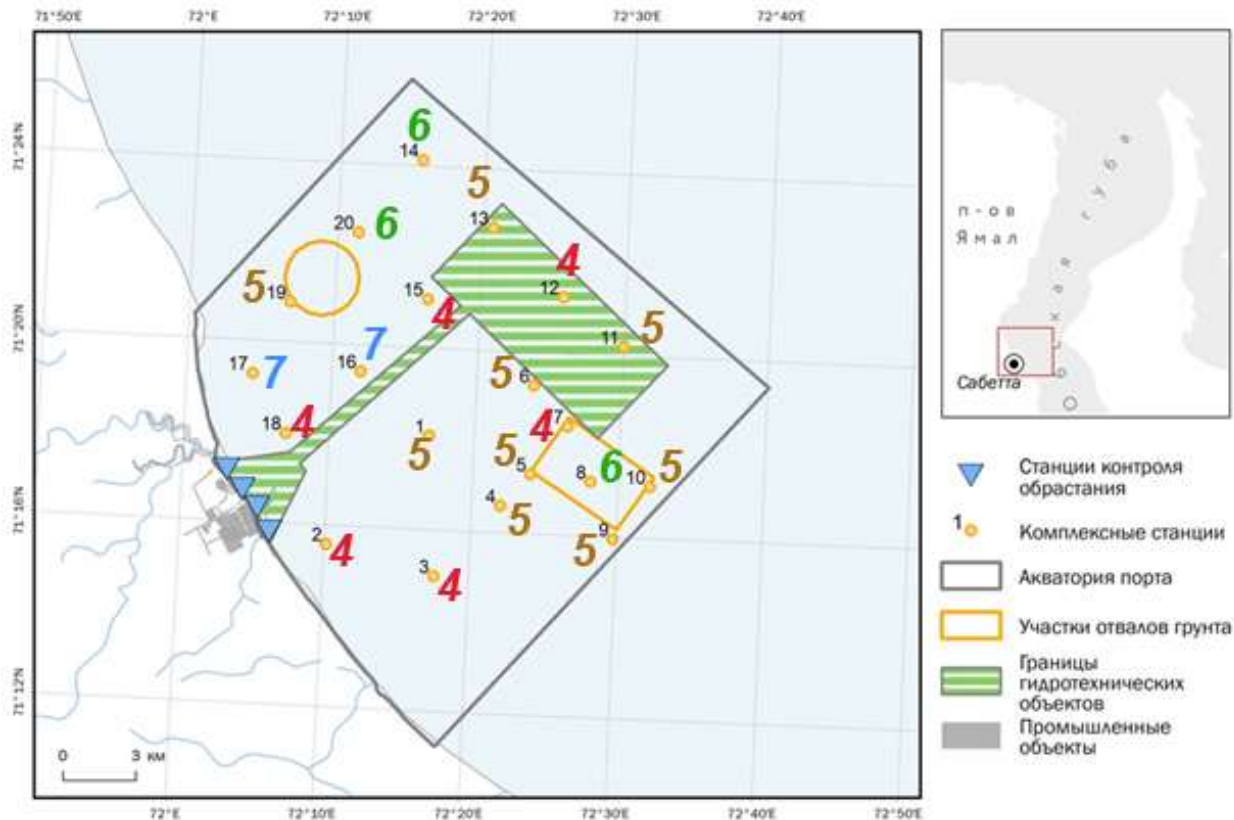 71°50'E 72°E 72°10'E 72°20'E 72°30'E 72°40'E
71°24'N
71°20'N
71°16'N
71°12'N
6
14
5
13
20 6
4
12
5 19
15 4
11 5
17 7
16 7
5 6
18 4
1
5
4 7
5
5
8 6
10 5
4 5
9
5
2 4
3 4
0 3 км
72°E 72°10'E 72°20'E 72°30'E 72°40'E 72°50'E
п-ов
Ямал
Обская губа
Сабетта
Станции контроля
обрастания
1
Комплексные станции
Акватория порта
Участки отвалов грунта
Границы
гидротехнических
объектов
Промышленные
объекты